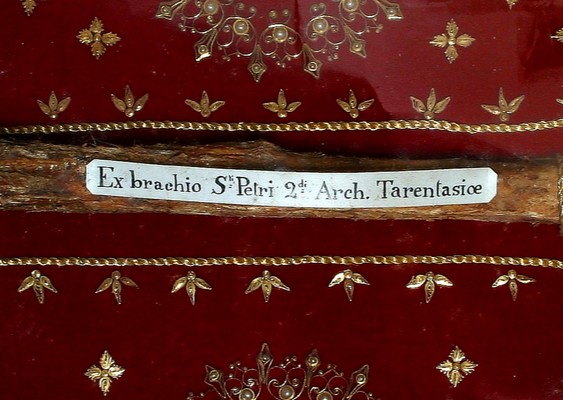 Ex brachio S.ti Petri 2.di Arch. Tarentasiœ